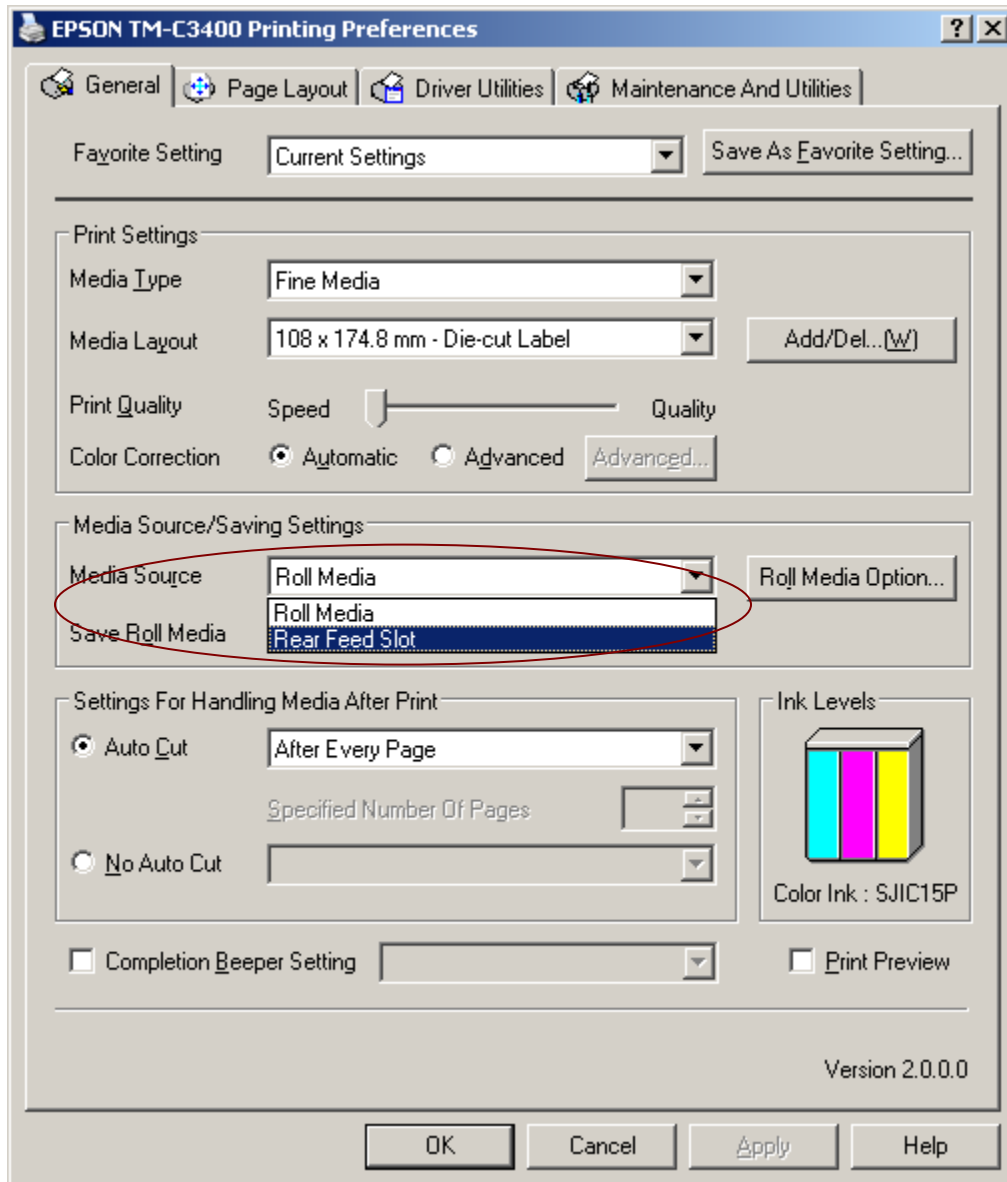 EPSON TM-C3400 Printing Preferences
General Page Layout Driver Utilities Maintenance And Utilities
Favorite Setting Current Settings Save As Favorite Setting...
Print Settings
Media Type Fine Media
Media Layout 108 x 174.8 mm - Die-cut Label Add/Del...(W)
Print Quality Speed Quality
Color Correction Automatic Advanced Advanced...
Media Source/Saving Settings
Media Source Roll Media Roll Media Option...
Roll Media
Save Roll Media Rear Feed Slot
Settings For Handling Media After Print Ink Levels
Auto Cut After Every Page
Specified Number Of Pages
No Auto Cut
Color Ink : SJIC15P
Completion Beeper Setting Print Preview
Version 2.0.0.0
OK Cancel Apply Help